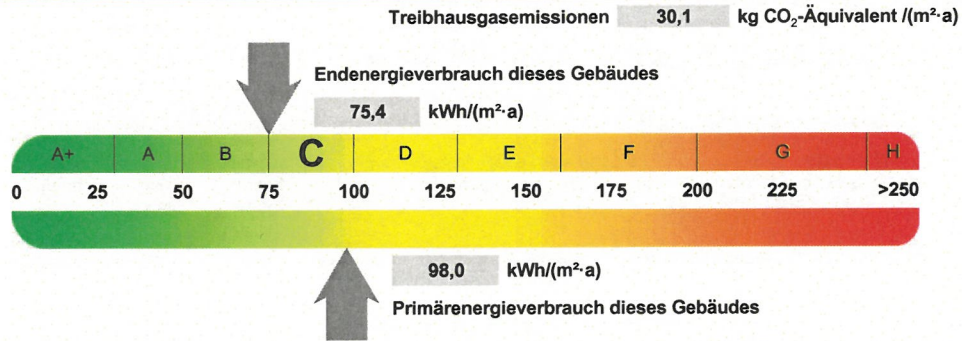 Treibhausgasemissionen 30,1 kg CO₂-Äquivalent /(m²·a)
Endenergieverbrauch dieses Gebäudes
75,4 kWh/(m²·a)
A+ A B C D E F G H
0 25 50 75 100 125 150 175 200 225 >250
98,0 kWh/(m²·a)
Primärenergieverbrauch dieses Gebäudes